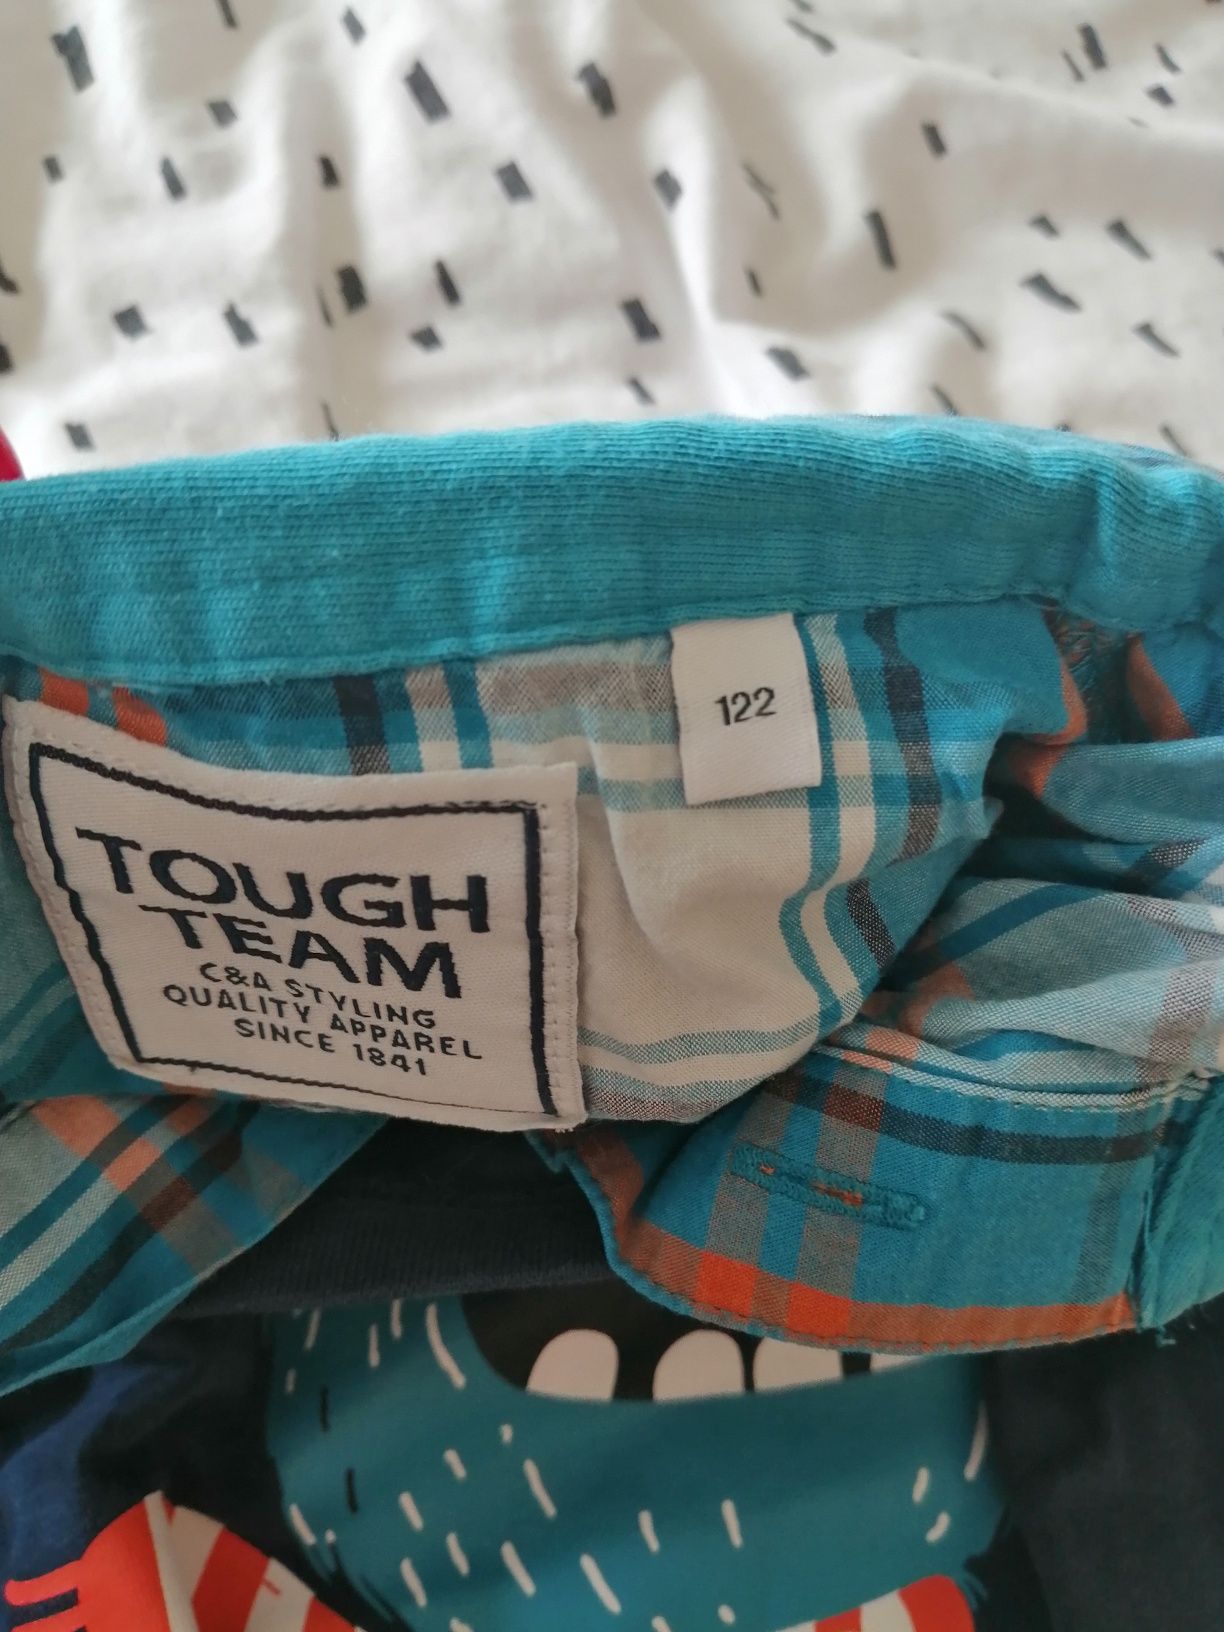 122
TOUGH
TEAM
C&A STYLING
QUALITY APPAREL
SINCE 1841